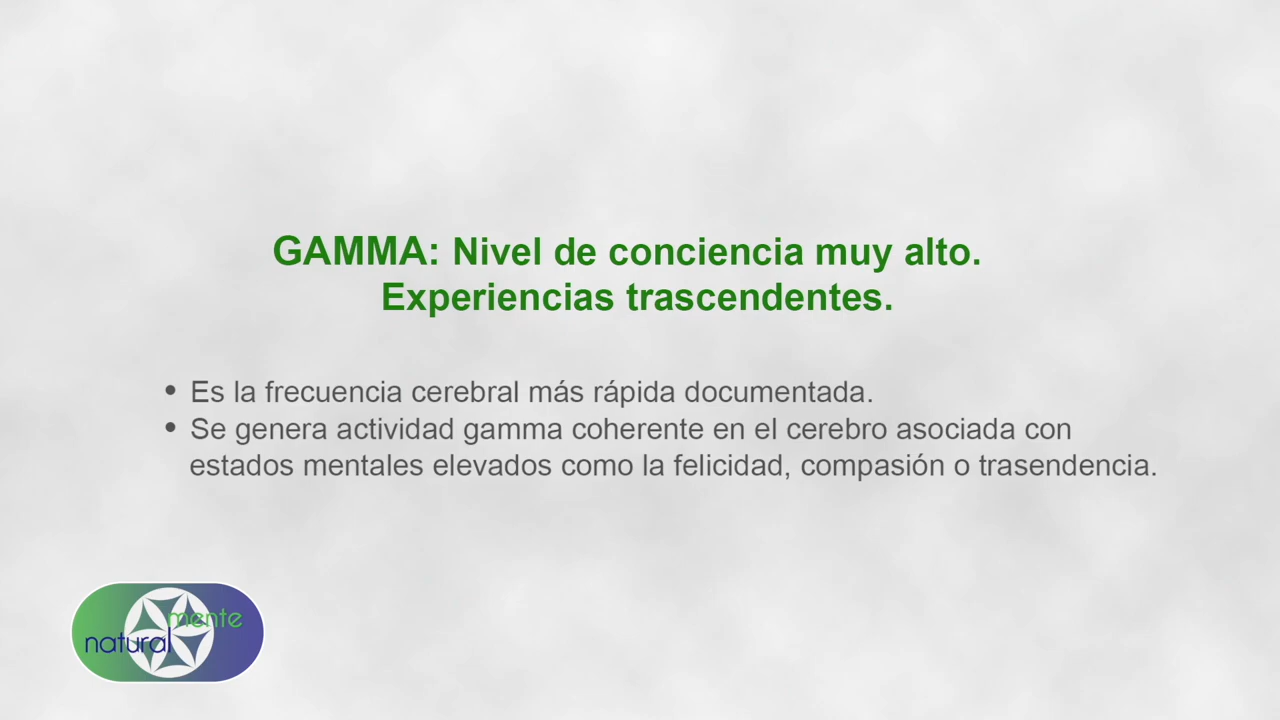 GAMMA: Nivel de conciencia muy alto.
Experiencias trascendentes.
• Es la frecuencia cerebral más rápida documentada.
• Se genera actividad gamma coherente en el cerebro asociada con
estados mentales elevados como la felicidad, compasión o trasendencia.
natural
mente